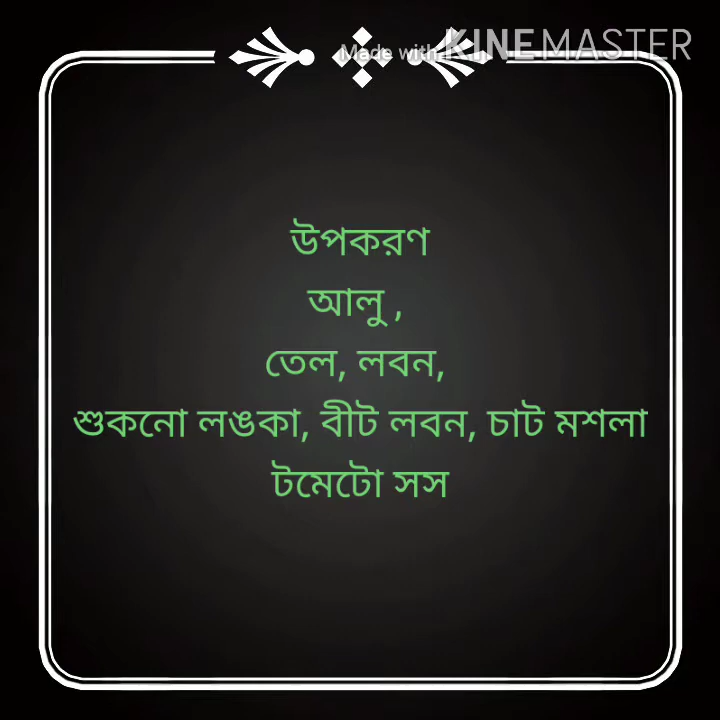 Made with KINEMASTER
উপকরণ
আলু ,
তেল, লবন,
শুকনো লঙকা, বীট লবন, চাট মশলা
টমেটো সস